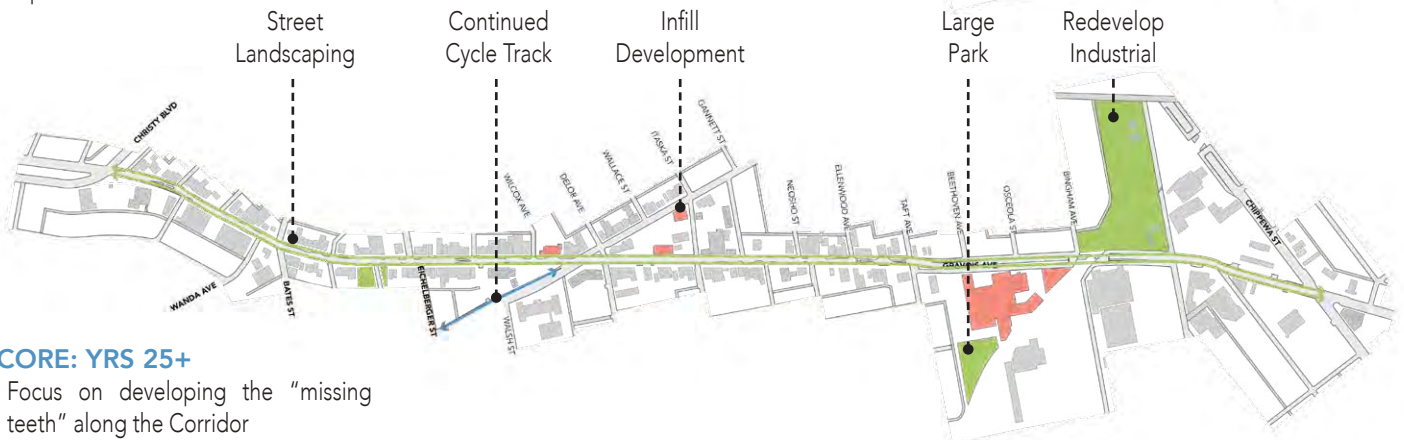 Street
Landscaping
Continued
Cycle Track
Infill
Development
Large
Park
Redevelop
Industrial
CHRISTY BLVD
WANDA AVE
BATES ST
EICHELBERGER ST
WALSH ST
WILCOX AVE
DELOR AVE
WALLACE ST
ITASKA ST
GANNETT ST
NEOSHO ST
ELLENWOOD AVE
TAFT AVE
BEETHOVEN AVE
OSCEOLA ST
BINGHAM AVE
CHIPPEWA ST
CORE: YRS 25+
Focus on developing the “missing
teeth” along the Corridor